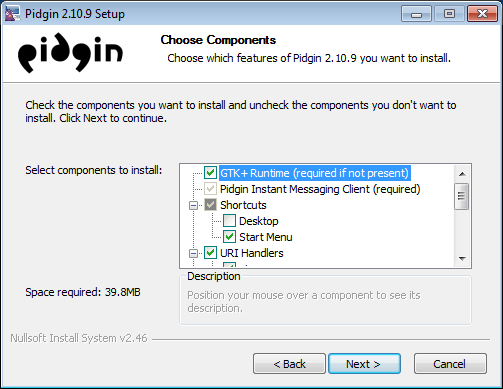 Pidgin 2.10.9 Setup
pidgin
Choose Components
Choose which features of Pidgin 2.10.9 you want to install.
Check the components you want to install and uncheck the components you don't want to
install. Click Next to continue.
Select components to install:
GTK+ Runtime (required if not present)
Pidgin Instant Messaging Client (required)
Shortcuts
Desktop
Start Menu
URI Handlers
Space required: 39.8MB
Description
Position your mouse over a component to see its
description.
Nullsoft Install System v2.46
< Back
Next >
Cancel